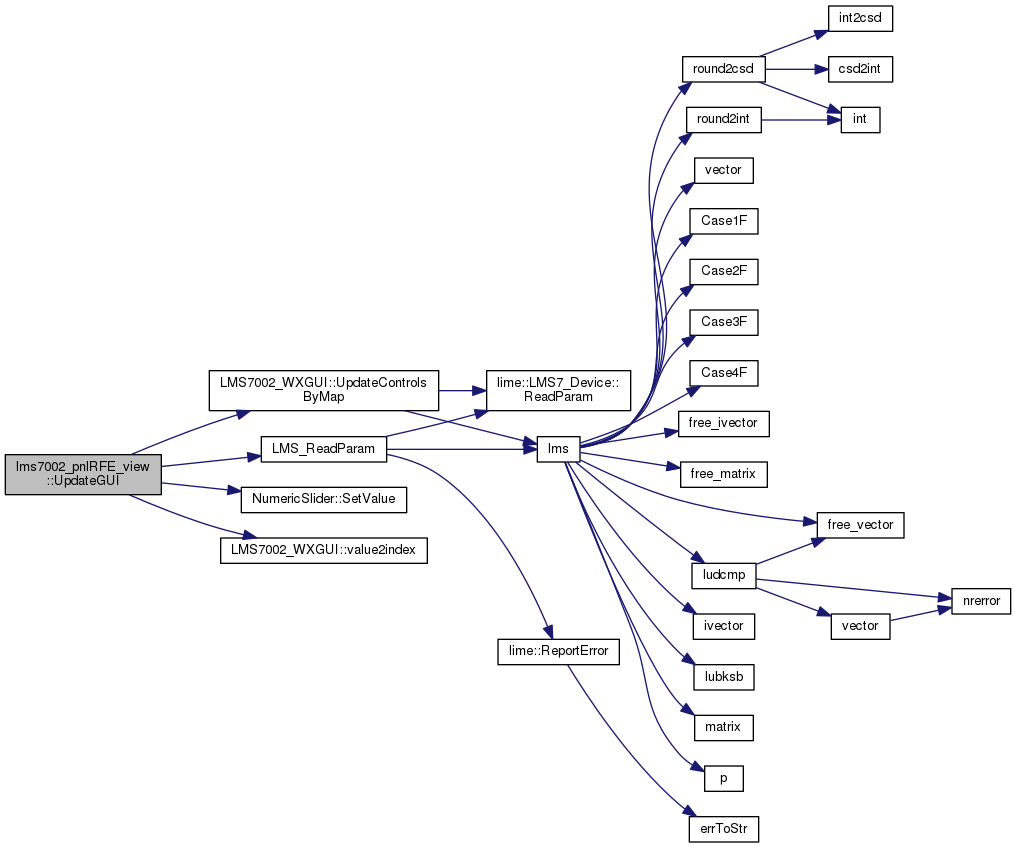 int2csd
round2csd
csd2int
round2int
int
vector
Case1F
Case2F
Case3F
LMS7002_WXGUI::UpdateControls
ByMap
lime::LMS7_Device::
ReadParam
Case4F
free_ivector
LMS_ReadParam
lms
lms7002_pnlRFE_view
::UpdateGUI
free_matrix
NumericSlider::SetValue
free_vector
LMS7002_WXGUI::value2index
ludcmp
nrerror
ivector
vector
lime::ReportError
lubksb
matrix
p
errToStr